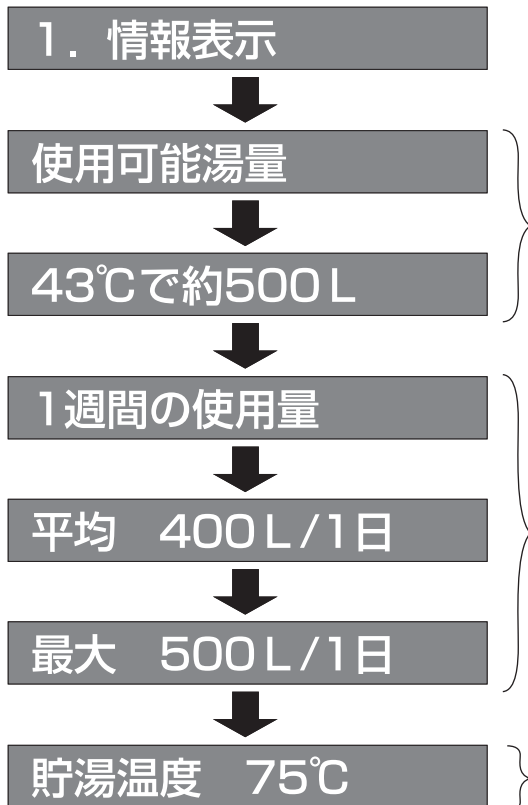 1. 情報表示
使用可能湯量
43℃で約500L
1週間の使用量
平均　400L/1日
最大　500L/1日
貯湯温度　75℃